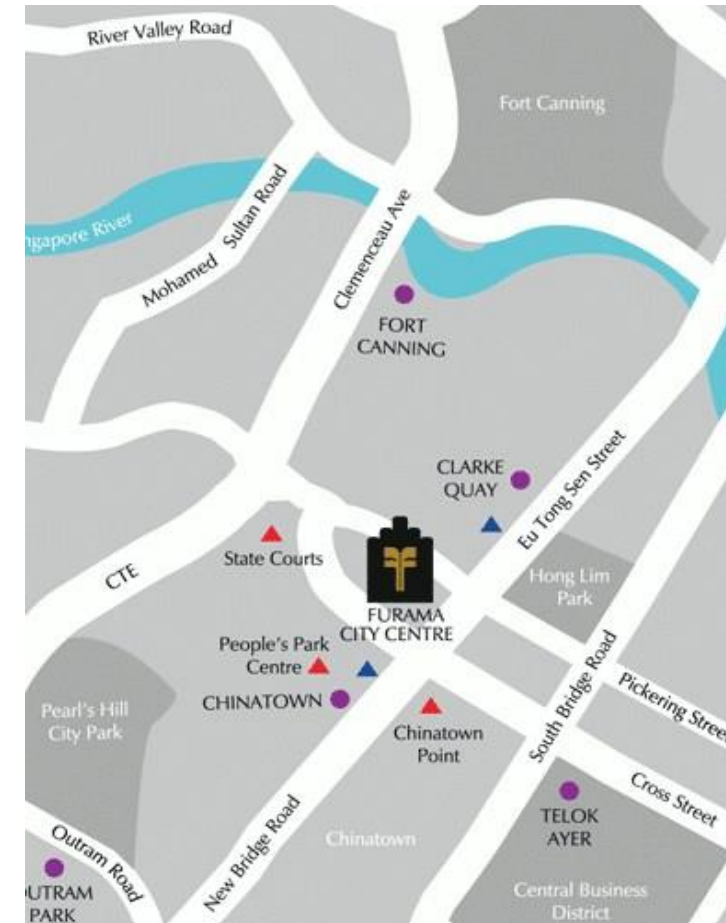 River Valley Road
Fort Canning
ngapore River
Mohamed Sultan Road
Clemenceau Ave
FORT
CANNING
CLARKE
QUAY
Eu Tong Sen Street
State Courts
CTE
Hong Lim
Park
FURAMA
CITY CENTRE
People's Park
Centre
CHINATOWN
Pearl's Hill
City Park
Chinatown
Point
South Bridge Road
Pickering Street
Cross Street
TELOK
AYER
New Bridge Road
Chinatown
Outram Road
UTRAM
PARK
Central Business
District